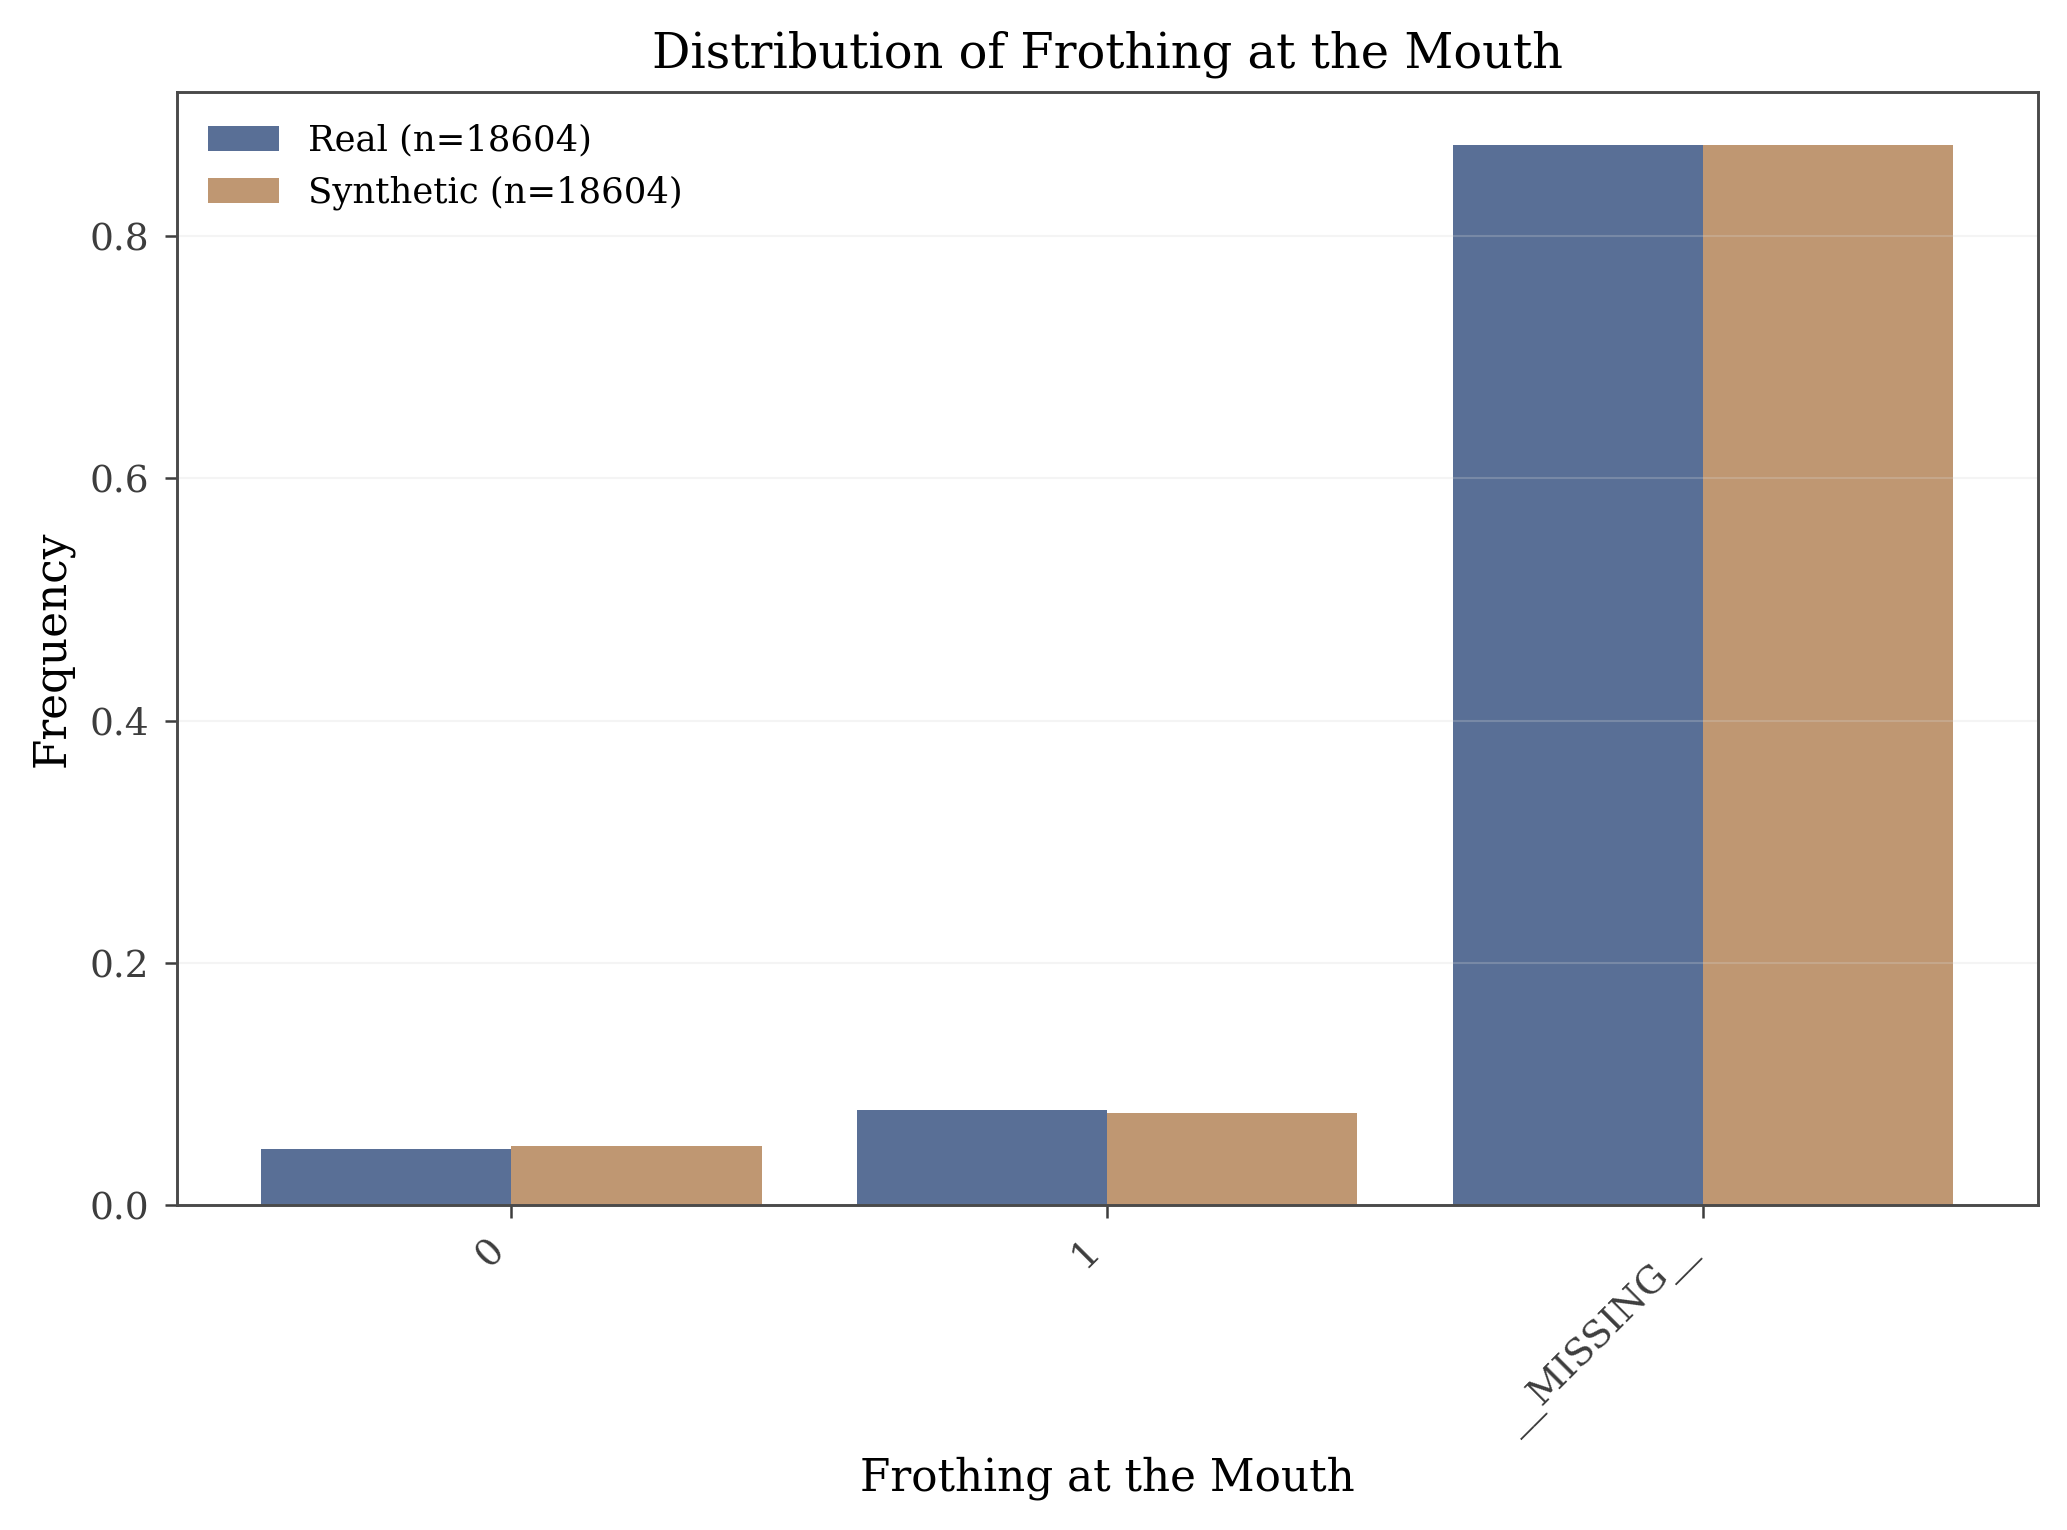 Distribution of Frothing at the Mouth
Real (n=18604)
Synthetic (n=18604)
0.8
0.6
0.4
0.2
0.0
Frequency
0
1
__MISSING__
Frothing at the Mouth